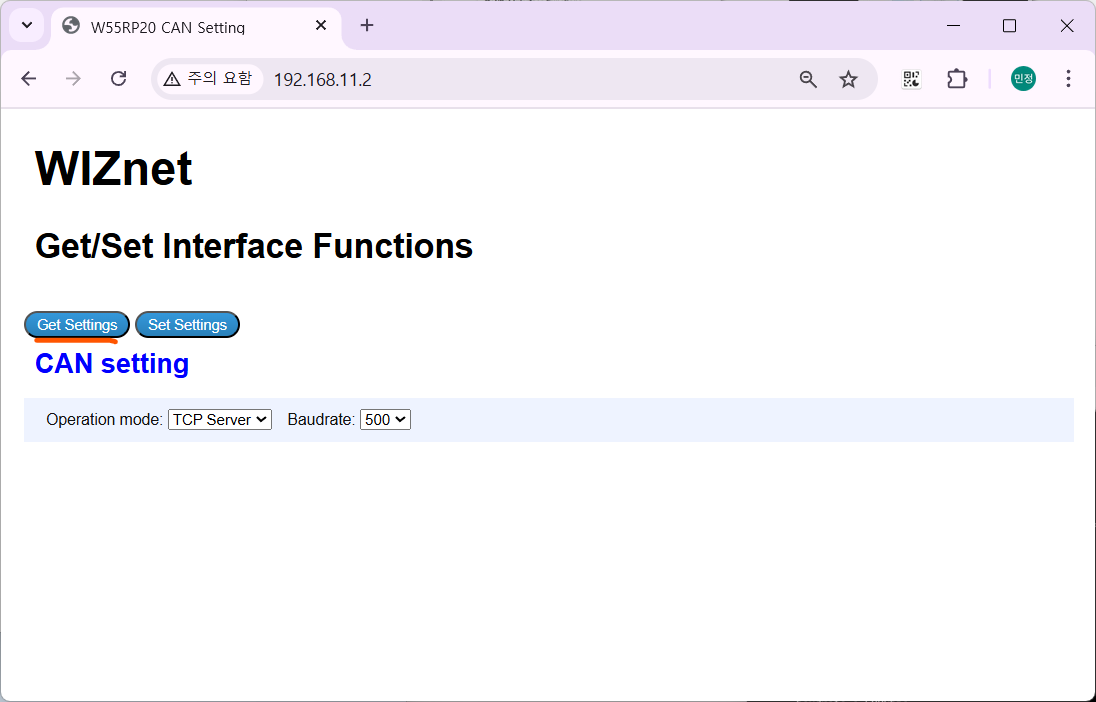 W55RP20 CAN Setting
주의 요함 192.168.11.2
민정
WIZnet
Get/Set Interface Functions
Get Settings Set Settings
CAN setting
Operation mode: TCP Server Baudrate: 500